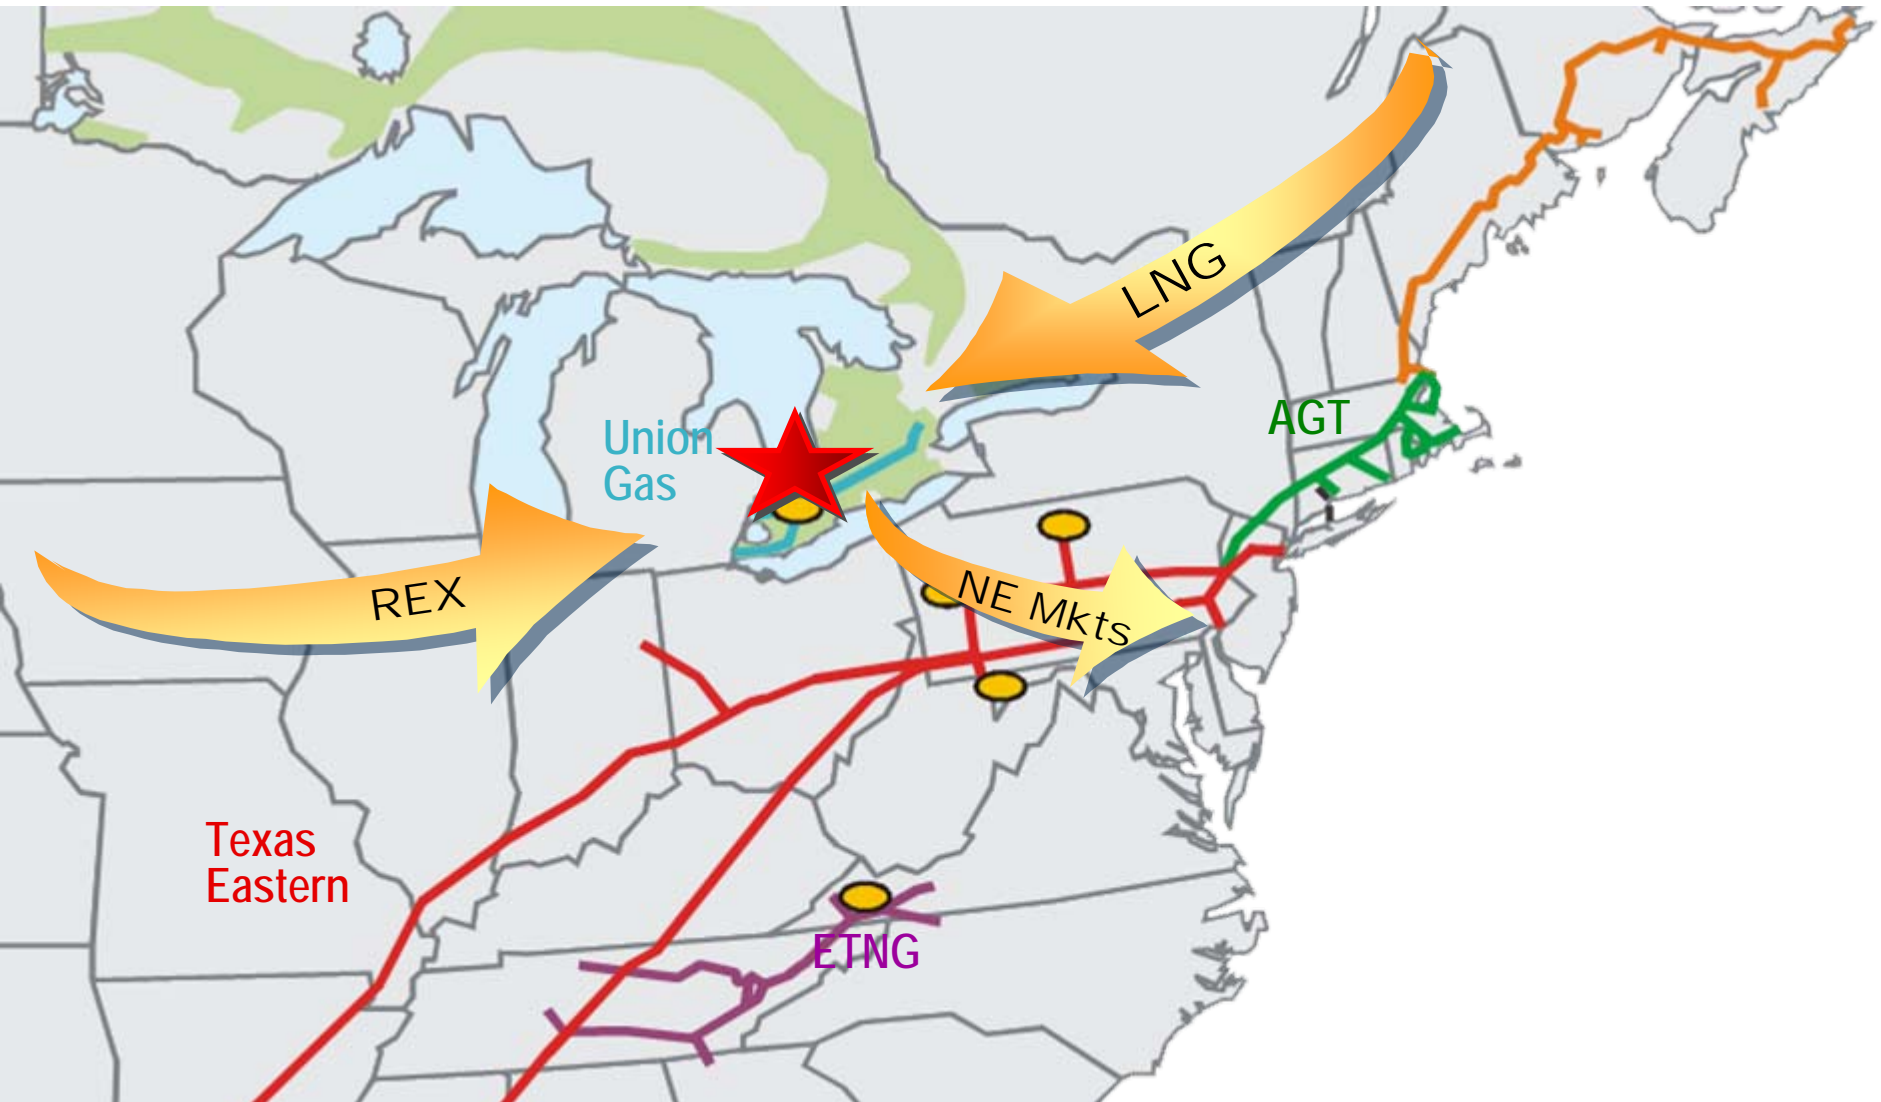 LNG
AGT
Union
Gas
REX
NE Mkts
Texas
Eastern
ETNG